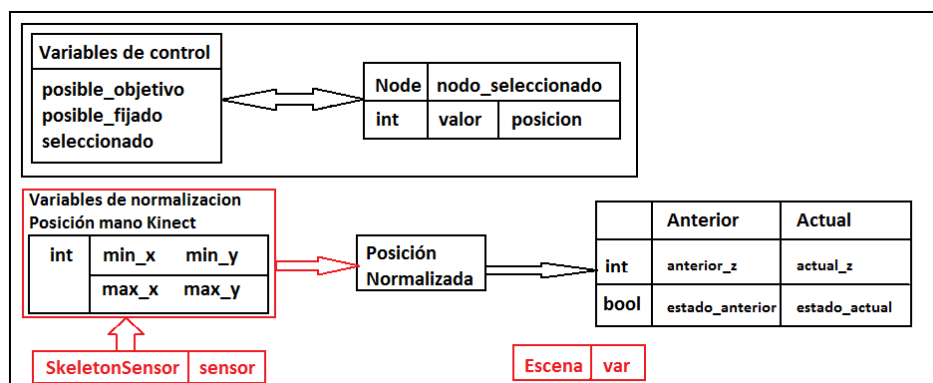 Variables de control
posible_objetivo
posible_fijado
seleccionado
Node nodo_seleccionado
int valor posicion
Variables de normalizacion
Posición mano Kinect
int min_x min_y
max_x max_y
Posición
Normalizada
Anterior Actual
int anterior_z actual_z
bool estado_anterior estado_actual
SkeletonSensor sensor
Escena var